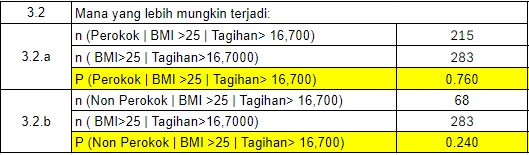 3.2 Mana yang lebih mungkin terjadi:
n (Perokok | BMI >25 | Tagihan> 16,700) 215
3.2.a n ( BMI>25 | Tagihan>16,7000) 283
P (Perokok | BMI >25 | Tagihan> 16,700) 0.760
n (Non Perokok | BMI >25 | Tagihan> 16,700) 68
3.2.b n ( BMI>25 | Tagihan>16,7000) 283
P (Non Perokok | BMI >25 | Tagihan> 16,700) 0.240